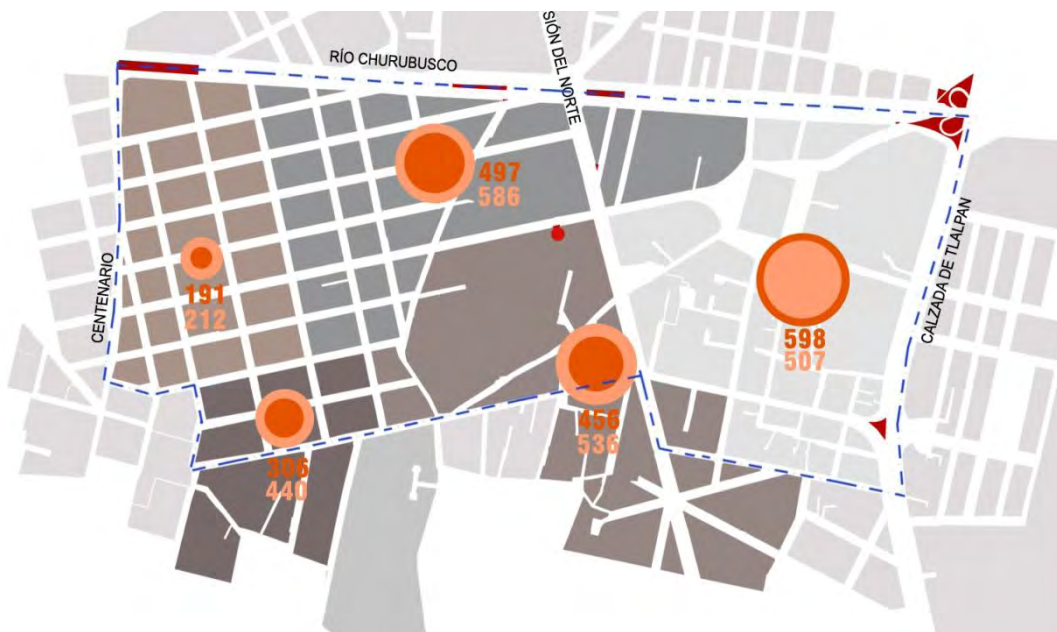 RÍO CHURUBUSCO
SIÓN DEL NORTE
CENTENARIO
CALZADA DE TLALPAN
497
586
191
212
598
507
306
440
456
536